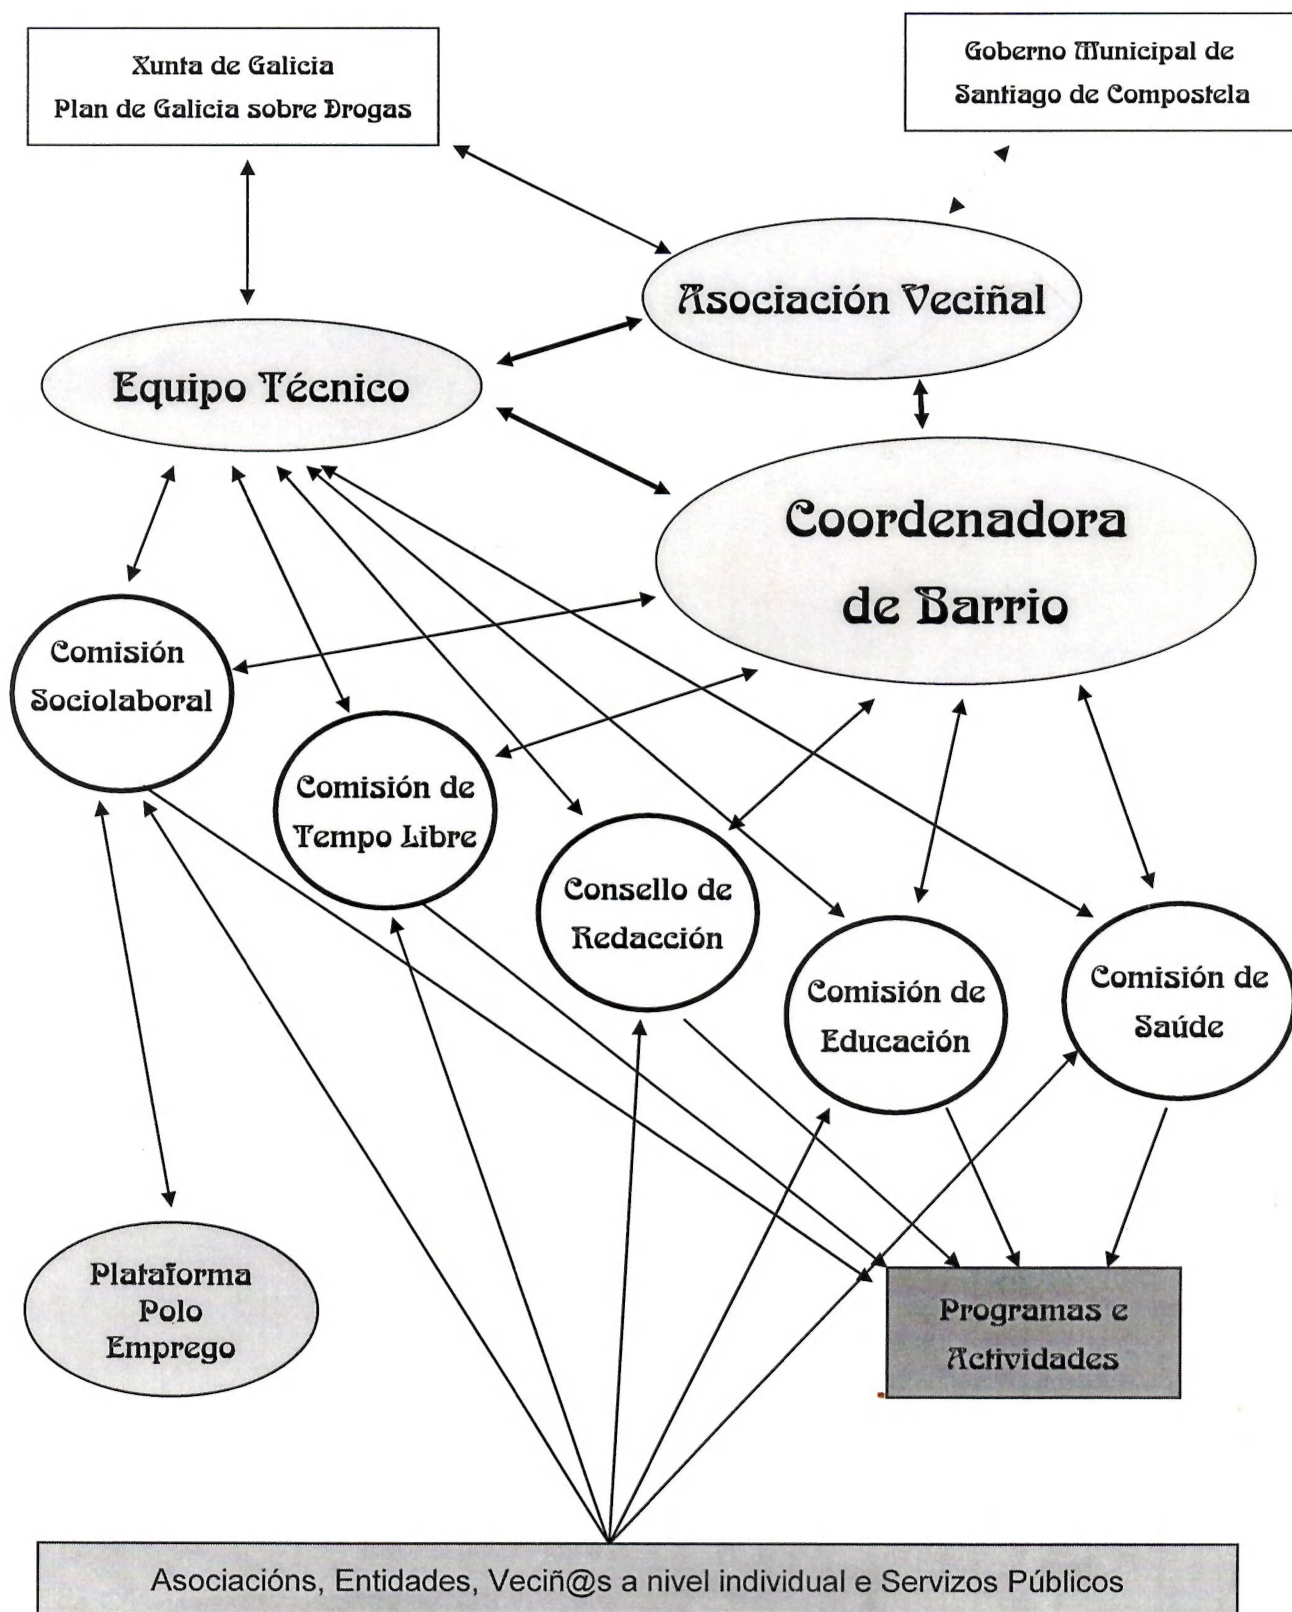 Xunta de Galicia
Plan de Galicia sobre Drogas
Goberno Municipal de
Santiago de Compostela
Asociación Veciñal
Equipo Técnico
Coordenadora
de Barrio
Comisión
Sociolaboral
Comisión de
Tempo Libre
Consello de
Redacción
Comisión de
Educación
Comisión de
Saúde
Plataforma
Polo
Emprego
Programas e
Actividades
Asociacións, Entidades, Veciñ@s a nivel individual e Servizos Públicos